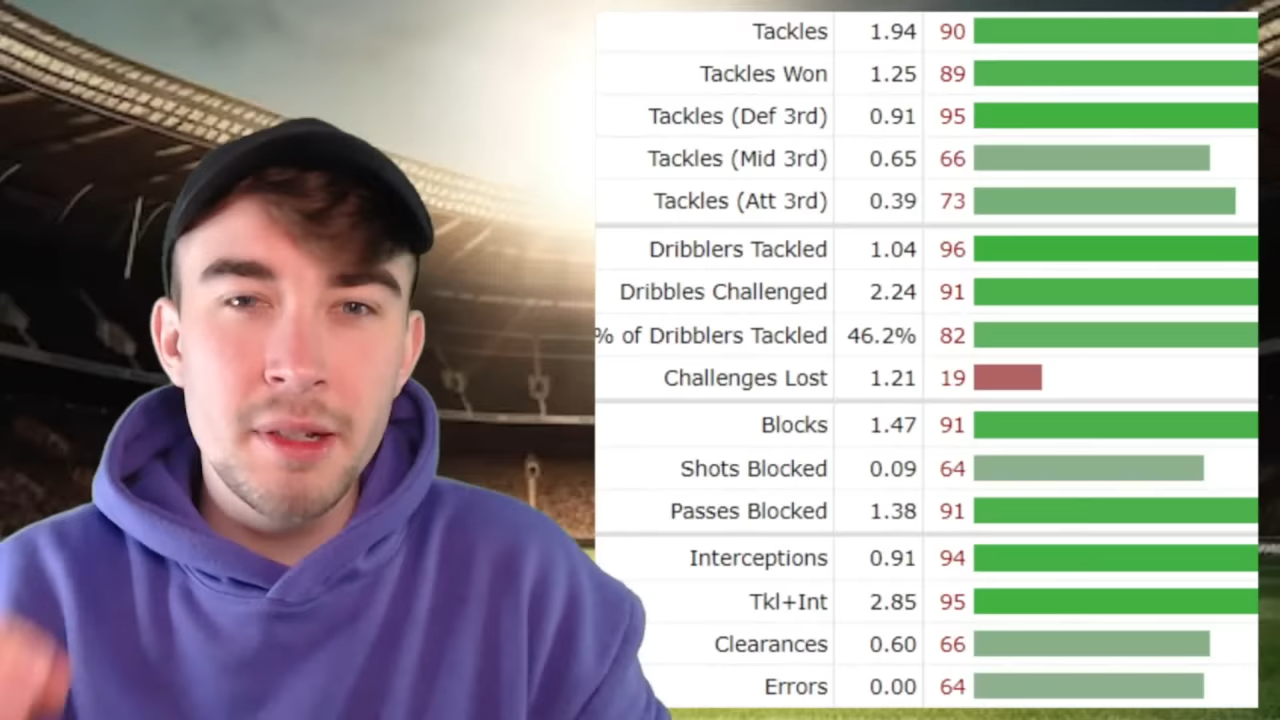 Tackles 1.94 90
Tackles Won 1.25 89
Tackles (Def 3rd) 0.91 95
Tackles (Mid 3rd) 0.65 66
Tackles (Att 3rd) 0.39 73
Dribblers Tackled 1.04 96
Dribbles Challenged 2.24 91
% of Dribblers Tackled 46.2% 82
Challenges Lost 1.21 19
Blocks 1.47 91
Shots Blocked 0.09 64
Passes Blocked 1.38 91
Interceptions 0.91 94
Tkl+Int 2.85 95
Clearances 0.60 66
Errors 0.00 64